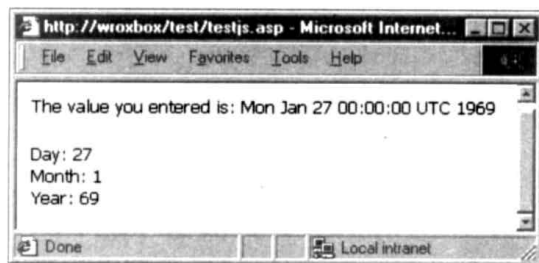 http://wroxbox/test/testjs.asp - Microsoft Internet...
File Edit View Favorites Tools Help
The value you entered is: Mon Jan 27 00:00:00 UTC 1969
Day: 27
Month: 1
Year: 69
Done
Local intranet